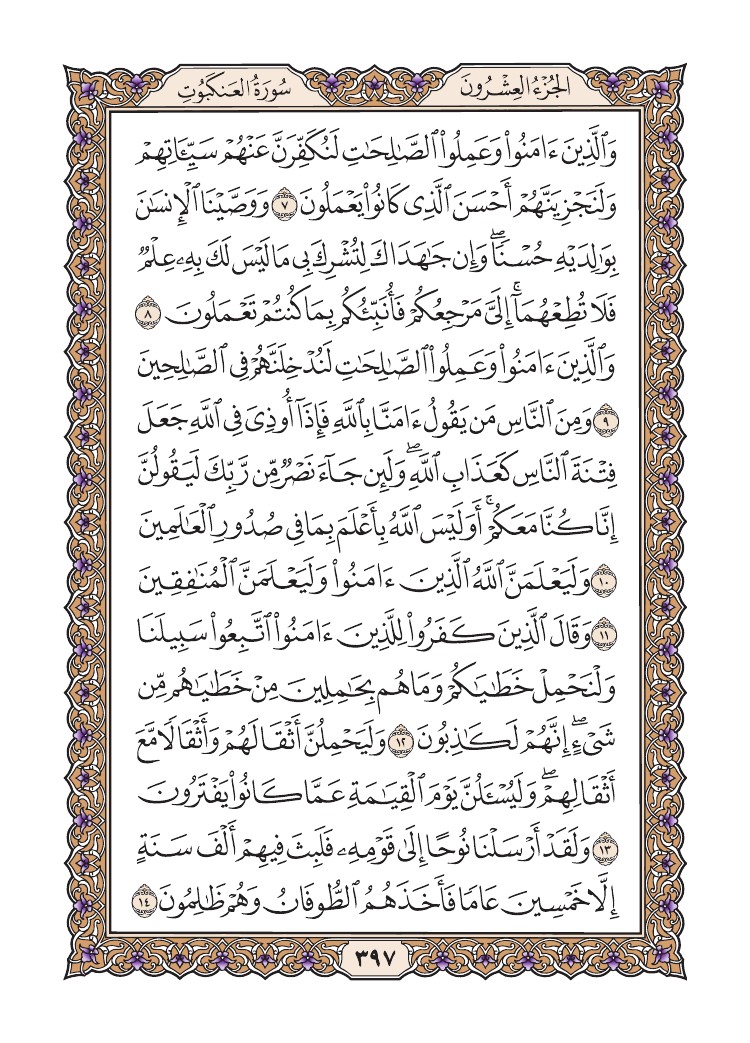 الجُزْءُ العِشْرُونَ
سُورَةُ العَنكَبُوتِ
وَٱلَّذِينَ ءَامَنُواْ وَعَمِلُواْ ٱلصَّـٰلِحَـٰتِ لَنُكَفِّرَنَّ عَنْهُمْ سَيِّـَٔاتِهِمْ
وَلَنَجْزِيَنَّهُمْ أَحْسَنَ ٱلَّذِى كَانُواْ يَعْمَلُونَ ٧ وَوَصَّيْنَا ٱلْإِنسَـٰنَ
بِوَٰلِدَيْهِ حُسْنًاۖ وَإِن جَـٰهَدَاكَ لِتُشْرِكَ بِى مَا لَيْسَ لَكَ بِهِۦ عِلْمٌ
فَلَا تُطِعْهُمَآۚ إِلَىَّ مَرْجِعُكُمْ فَأُنَبِّئُكُم بِمَا كُنتُمْ تَعْمَلُونَ ٨
وَٱلَّذِينَ ءَامَنُواْ وَعَمِلُواْ ٱلصَّـٰلِحَـٰتِ لَنُدْخِلَنَّهُمْ فِى ٱلصَّـٰلِحِينَ
٩ وَمِنَ ٱلنَّاسِ مَن يَقُولُ ءَامَنَّا بِٱللَّهِ فَإِذَآ أُوذِىَ فِى ٱللَّهِ جَعَلَ
فِتْنَةَ ٱلنَّاسِ كَعَذَابِ ٱللَّهِۖ وَلَئِن جَآءَ نَصْرٌ مِّن رَّبِّكَ لَيَقُولُنَّ
إِنَّا كُنَّا مَعَكُمْۚ أَوَلَيْسَ ٱللَّهُ بِأَعْلَمَ بِمَا فِى صُدُورِ ٱلْعَـٰلَمِينَ
١٠ وَلَيَعْلَمَنَّ ٱللَّهُ ٱلَّذِينَ ءَامَنُواْ وَلَيَعْلَمَنَّ ٱلْمُنَـٰفِقِينَ
١١ وَقَالَ ٱلَّذِينَ كَفَرُواْ لِلَّذِينَ ءَامَنُواْ ٱتَّبِعُواْ سَبِيلَنَا
وَلْنَحْمِلْ خَطَـٰيَـٰكُمْ وَمَا هُم بِحَـٰمِلِينَ مِنْ خَطَـٰيَـٰهُم مِّن
شَىْءٍۖ إِنَّهُمْ لَكَـٰذِبُونَ ١٢ وَلَيَحْمِلُنَّ أَثْقَالَهُمْ وَأَثْقَالًا مَّعَ
أَثْقَالِهِمْۖ وَلَيُسْـَٔلُنَّ يَوْمَ ٱلْقِيَـٰمَةِ عَمَّا كَانُواْ يَفْتَرُونَ
١٣ وَلَقَدْ أَرْسَلْنَا نُوحًا إِلَىٰ قَوْمِهِۦ فَلَبِثَ فِيهِمْ أَلْفَ سَنَةٍ
إِلَّا خَمْسِينَ عَامًا فَأَخَذَهُمُ ٱلطُّوفَانُ وَهُمْ ظَـٰلِمُونَ ١٤
٣٩٧